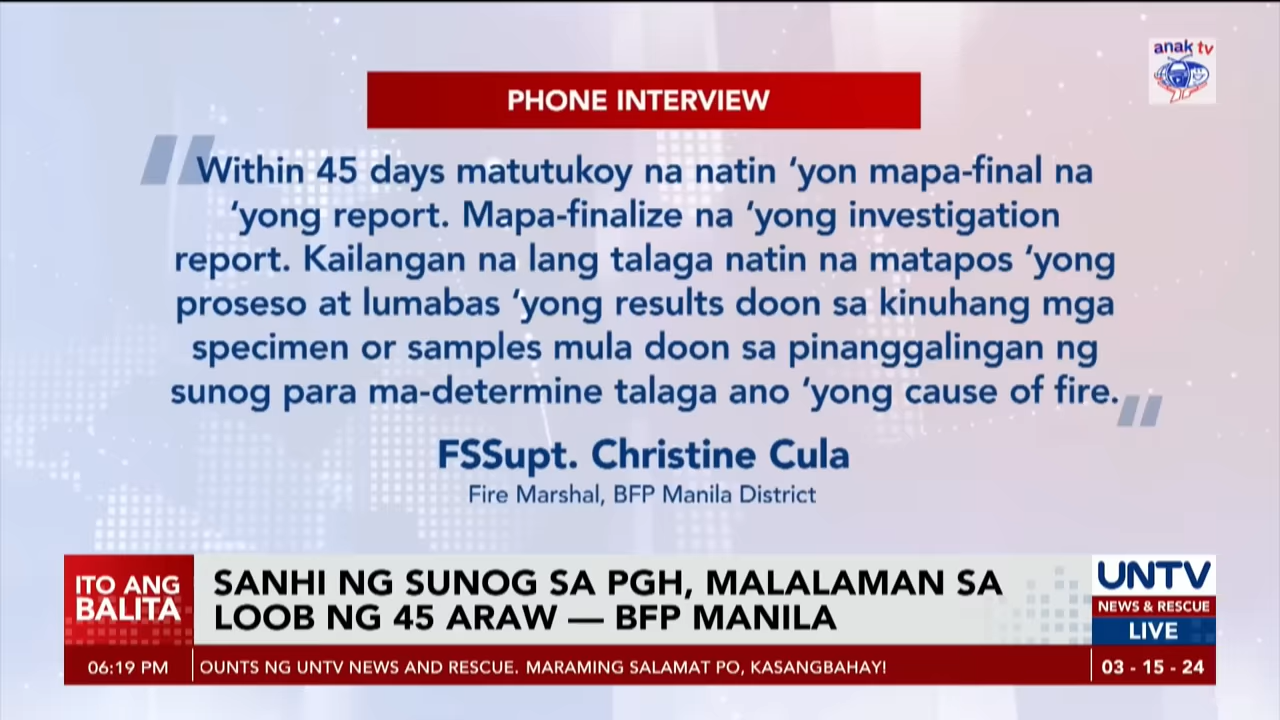 anak tv
PHONE INTERVIEW
“Within 45 days matutukoy na natin ‘yon mapa-final na
‘yong report. Mapa-finalize na ‘yong investigation
report. Kailangan na lang talaga natin na matapos ‘yong
proseso at lumabas ‘yong results doon sa kinuhang mga
specimen or samples mula doon sa pinanggalingan ng
sunog para ma-determine talaga ano ‘yong cause of fire.”
FSSupt. Christine Cula
Fire Marshal, BFP Manila District
ITO ANG
BALITA
SANHI NG SUNOG SA PGH, MALALAMAN SA
LOOB NG 45 ARAW — BFP MANILA
UNTV
NEWS & RESCUE
LIVE
06:19 PM
OUNTS NG UNTV NEWS AND RESCUE. MARAMING SALAMAT PO, KASANGBAHAY!
03 - 15 - 24